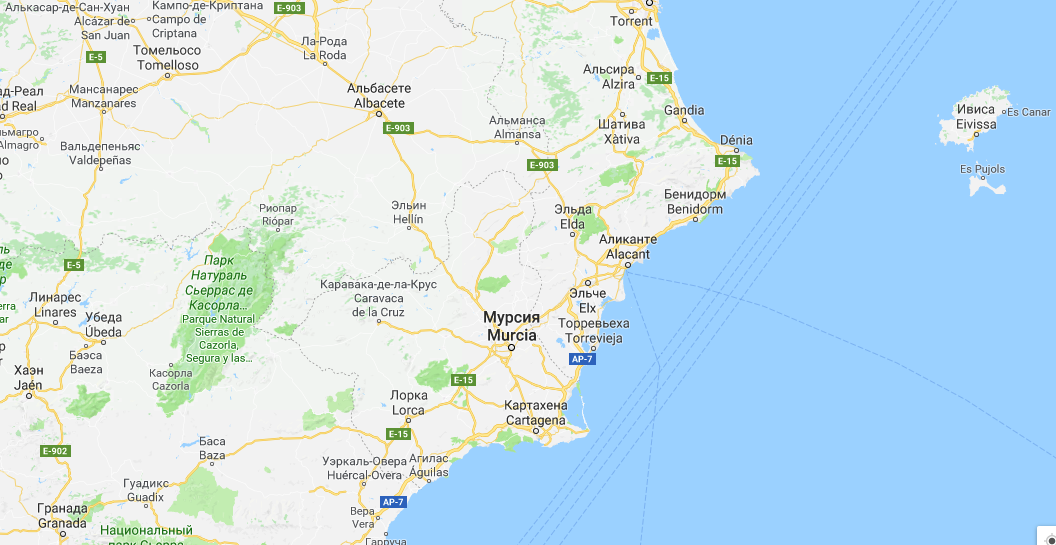 Алькасар-де-Сан-Хуан
Alcázar de
San Juan
Кампо-де-Криптана
Campo de
Criptana
E-903
Torrent
E-5
Томельосо
Tomelloso
Ла-Рода
La Roda
Альсира
Alzira
E-15
Мансанарес
Manzanares
Альбасете
Albacete
E-903
ад-Реал
d Real
Альманса
Almansa
Gandia
Шатива
Xàtiva
Ивиса
Eivissa
Es Canar
ьмагро
Almagro
Вальдепеньяс
Valdepeñas
Dénia
E-15
E-903
Es Pujols
Бенидорм
Benidorm
Риопар
Riópar
Эльин
Hellín
Эльда
Elda
Аликанте
Alacant
E-5
Парк
Натураль
Сьеррас де
Касорла...
Parque Natural
Sierras de
Cazorla,
Segura y las...
Линарес
Linares
Каравака-де-ла-Крус
Caravaca
de la Cruz
Эльче
Elx
Убеда
Úbeda
Мурсия
Murcia
Торревьеха
Torrevieja
AP-7
Баэса
Baeza
Хаэн
Jaén
Касорла
Cazorla
E-15
Лорка
Lorca
Картахена
Cartagena
E-15
E-902
Баса
Baza
Уэркаль-Овера
Huércal-Overa
Агилас
Águilas
Гуадикс
Guadix
AP-7
Гранада
Granada
Вера
Vera
Национальный
парк Сьерра
Гарруча